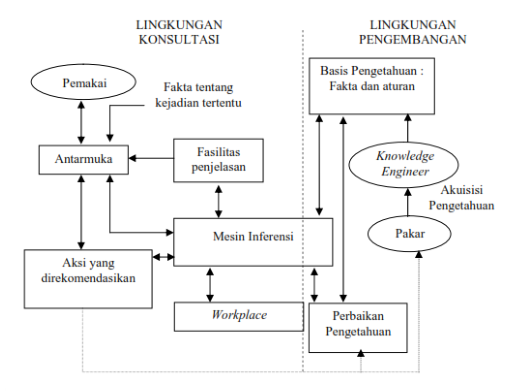 LINGKUNGAN
KONSULTASI
LINGKUNGAN
PENGEMBANGAN
Pemakai
Fakta tentang
kejadian tertentu
Basis Pengetahuan :
Fakta dan aturan
Antarmuka
Fasilitas
penjelasan
Knowledge
Engineer
Akuisisi
Pengetahuan
Mesin Inferensi
Pakar
Aksi yang
direkomendasikan
Workplace
Perbaikan
Pengetahuan